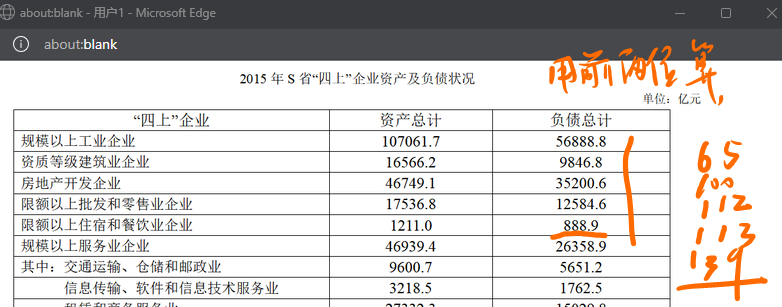 about:blank - 用户1 - Microsoft Edge
about:blank
用前两位算,
2015 年 S 省“四上”企业资产及负债状况
单位：亿元
“四上”企业 资产总计 负债总计
规模以上工业企业 107061.7 56888.8
资质等级建筑业企业 16566.2 9846.8
房地产开发企业 46749.1 35200.6
限额以上批发和零售业企业 17536.8 12584.6
限额以上住宿和餐饮业企业 1211.0 888.9
规模以上服务业企业 46939.4 26358.9
其中：交通运输、仓储和邮政业 9600.7 5651.2
信息传输、软件和信息技术服务业 3218.5 1762.5
65
100
112
113
139